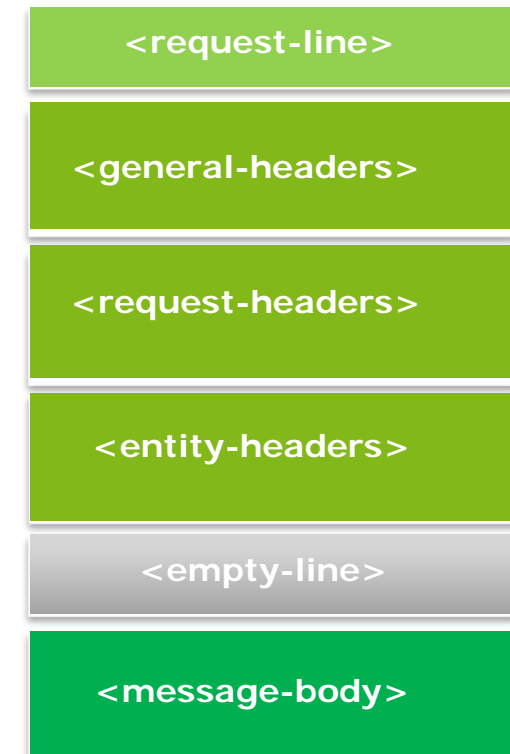 <request-line>
<general-headers>
<request-headers>
<entity-headers>
<empty-line>
<message-body>